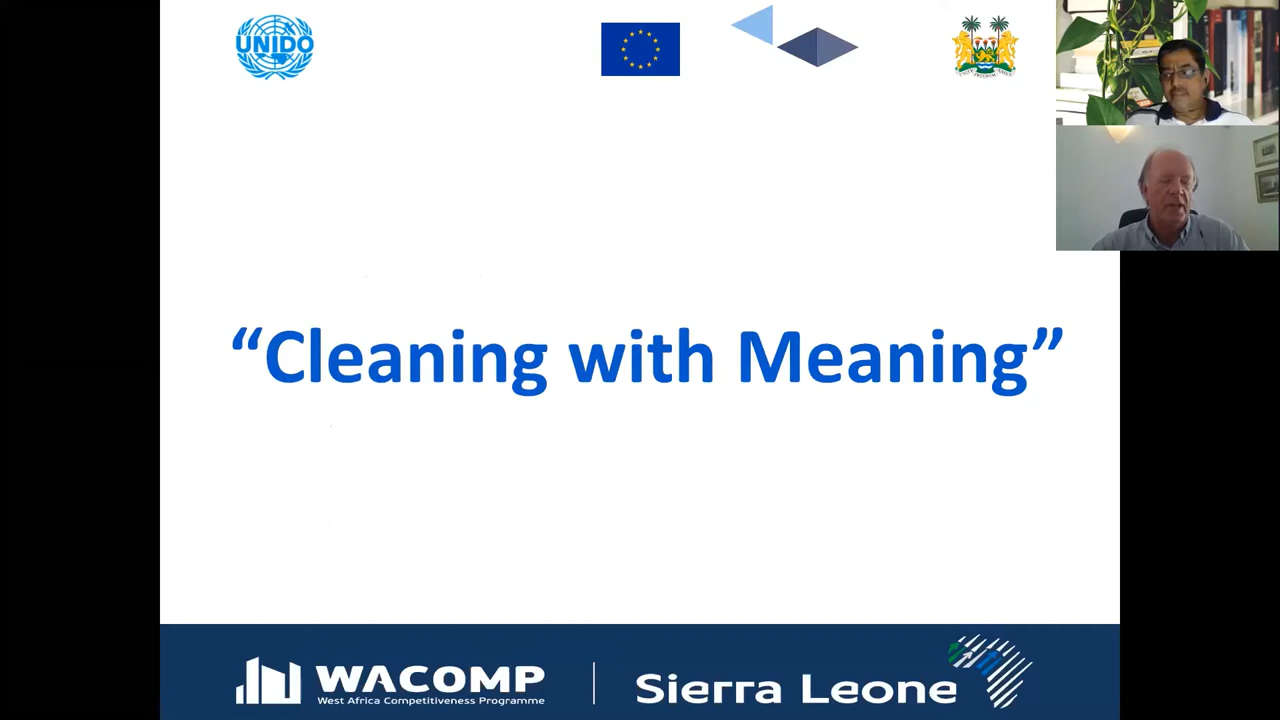 UNIDO
“Cleaning with Meaning”
WACOMP
West Africa Competitiveness Programme
Sierra Leone